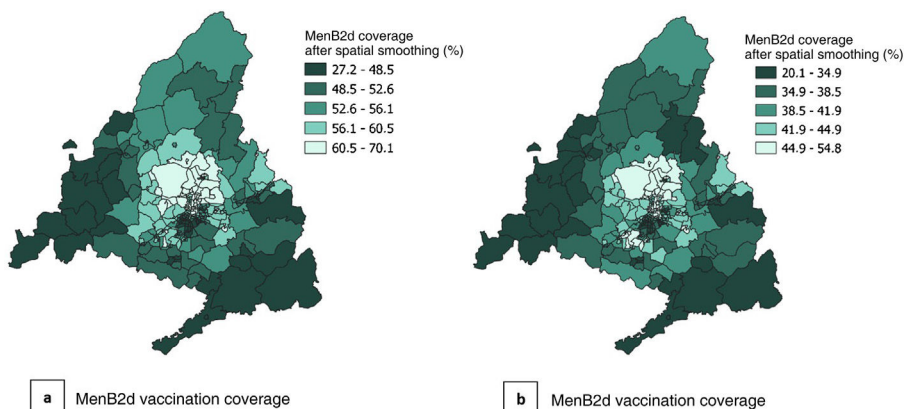 MenB2d coverage
after spatial smoothing (%)
27.2 - 48.5
48.5 - 52.6
52.6 - 56.1
56.1 - 60.5
60.5 - 70.1
a MenB2d vaccination coverage
MenB2d coverage
after spatial smoothing (%)
20.1 - 34.9
34.9 - 38.5
38.5 - 41.9
41.9 - 44.9
44.9 - 54.8
b MenB2d vaccination coverage